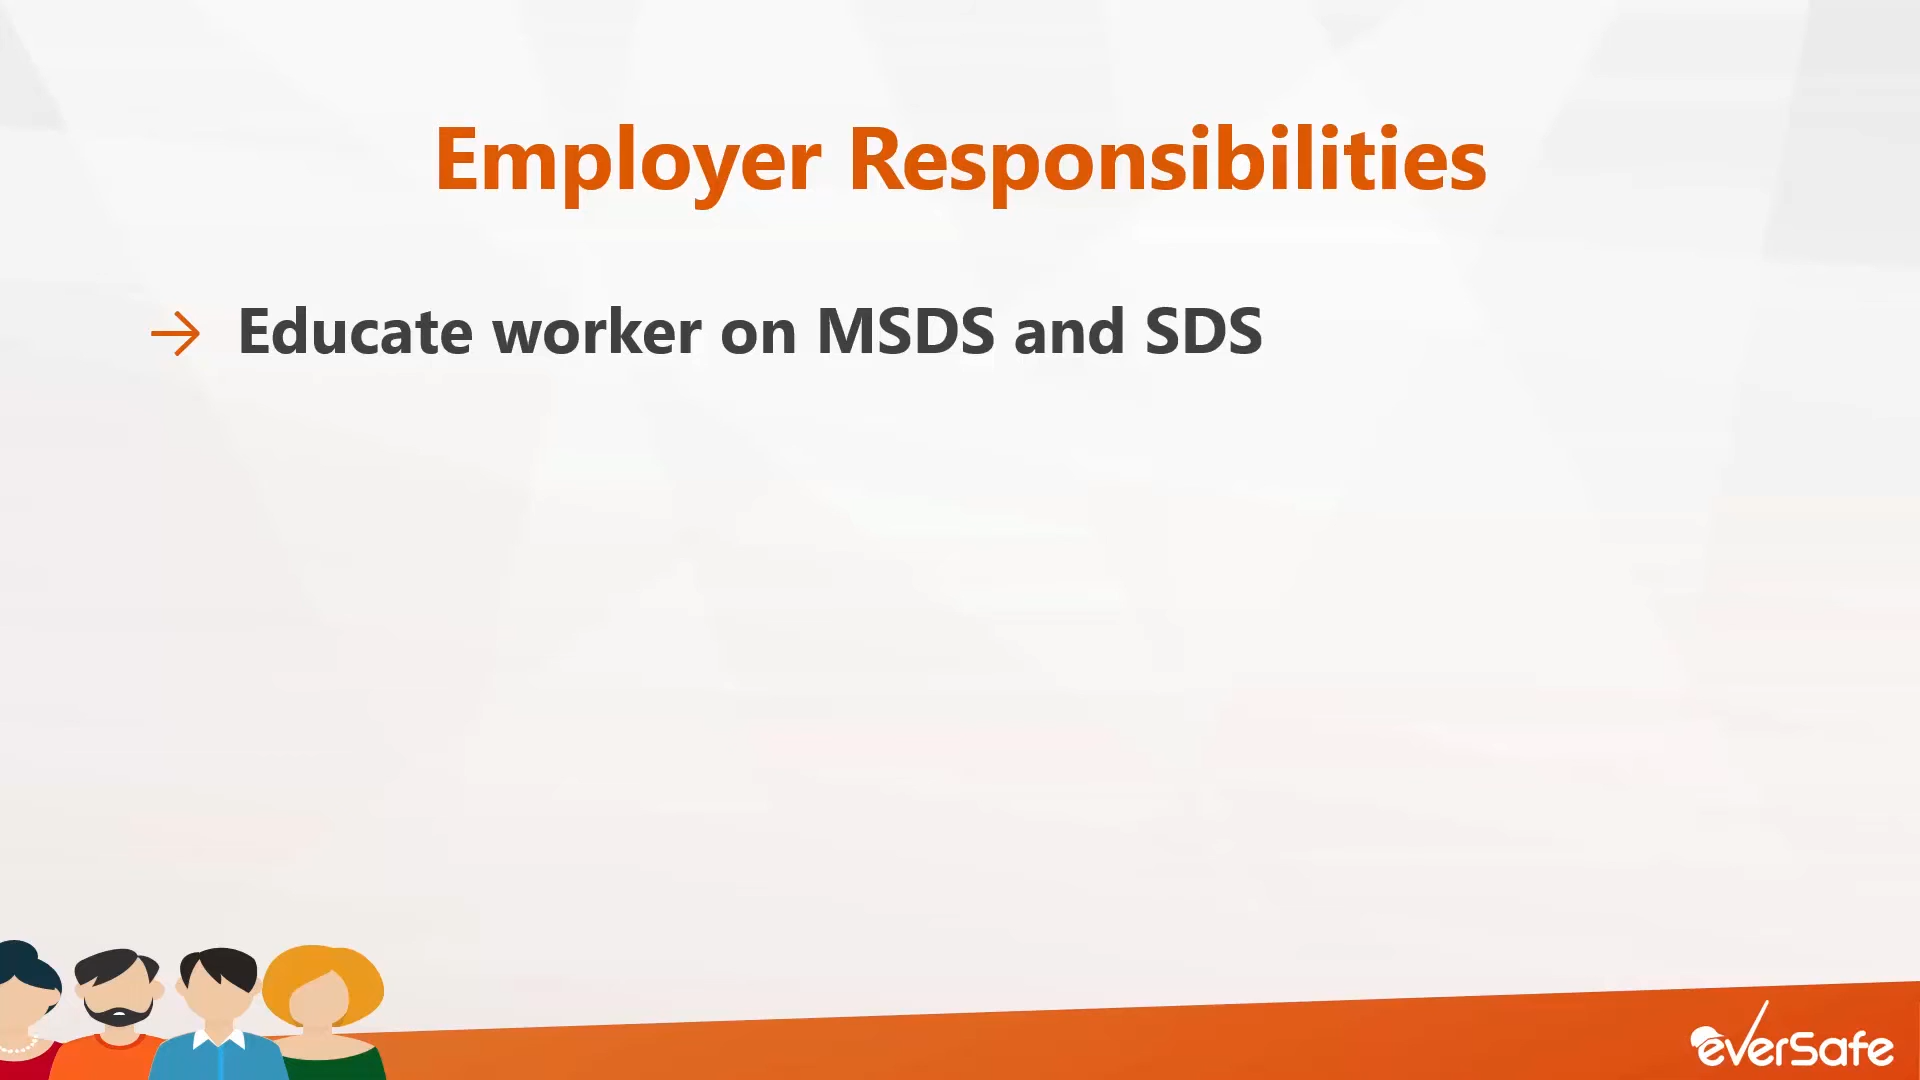 Employer Responsibilities
→ Educate worker on MSDS and SDS
everSafe